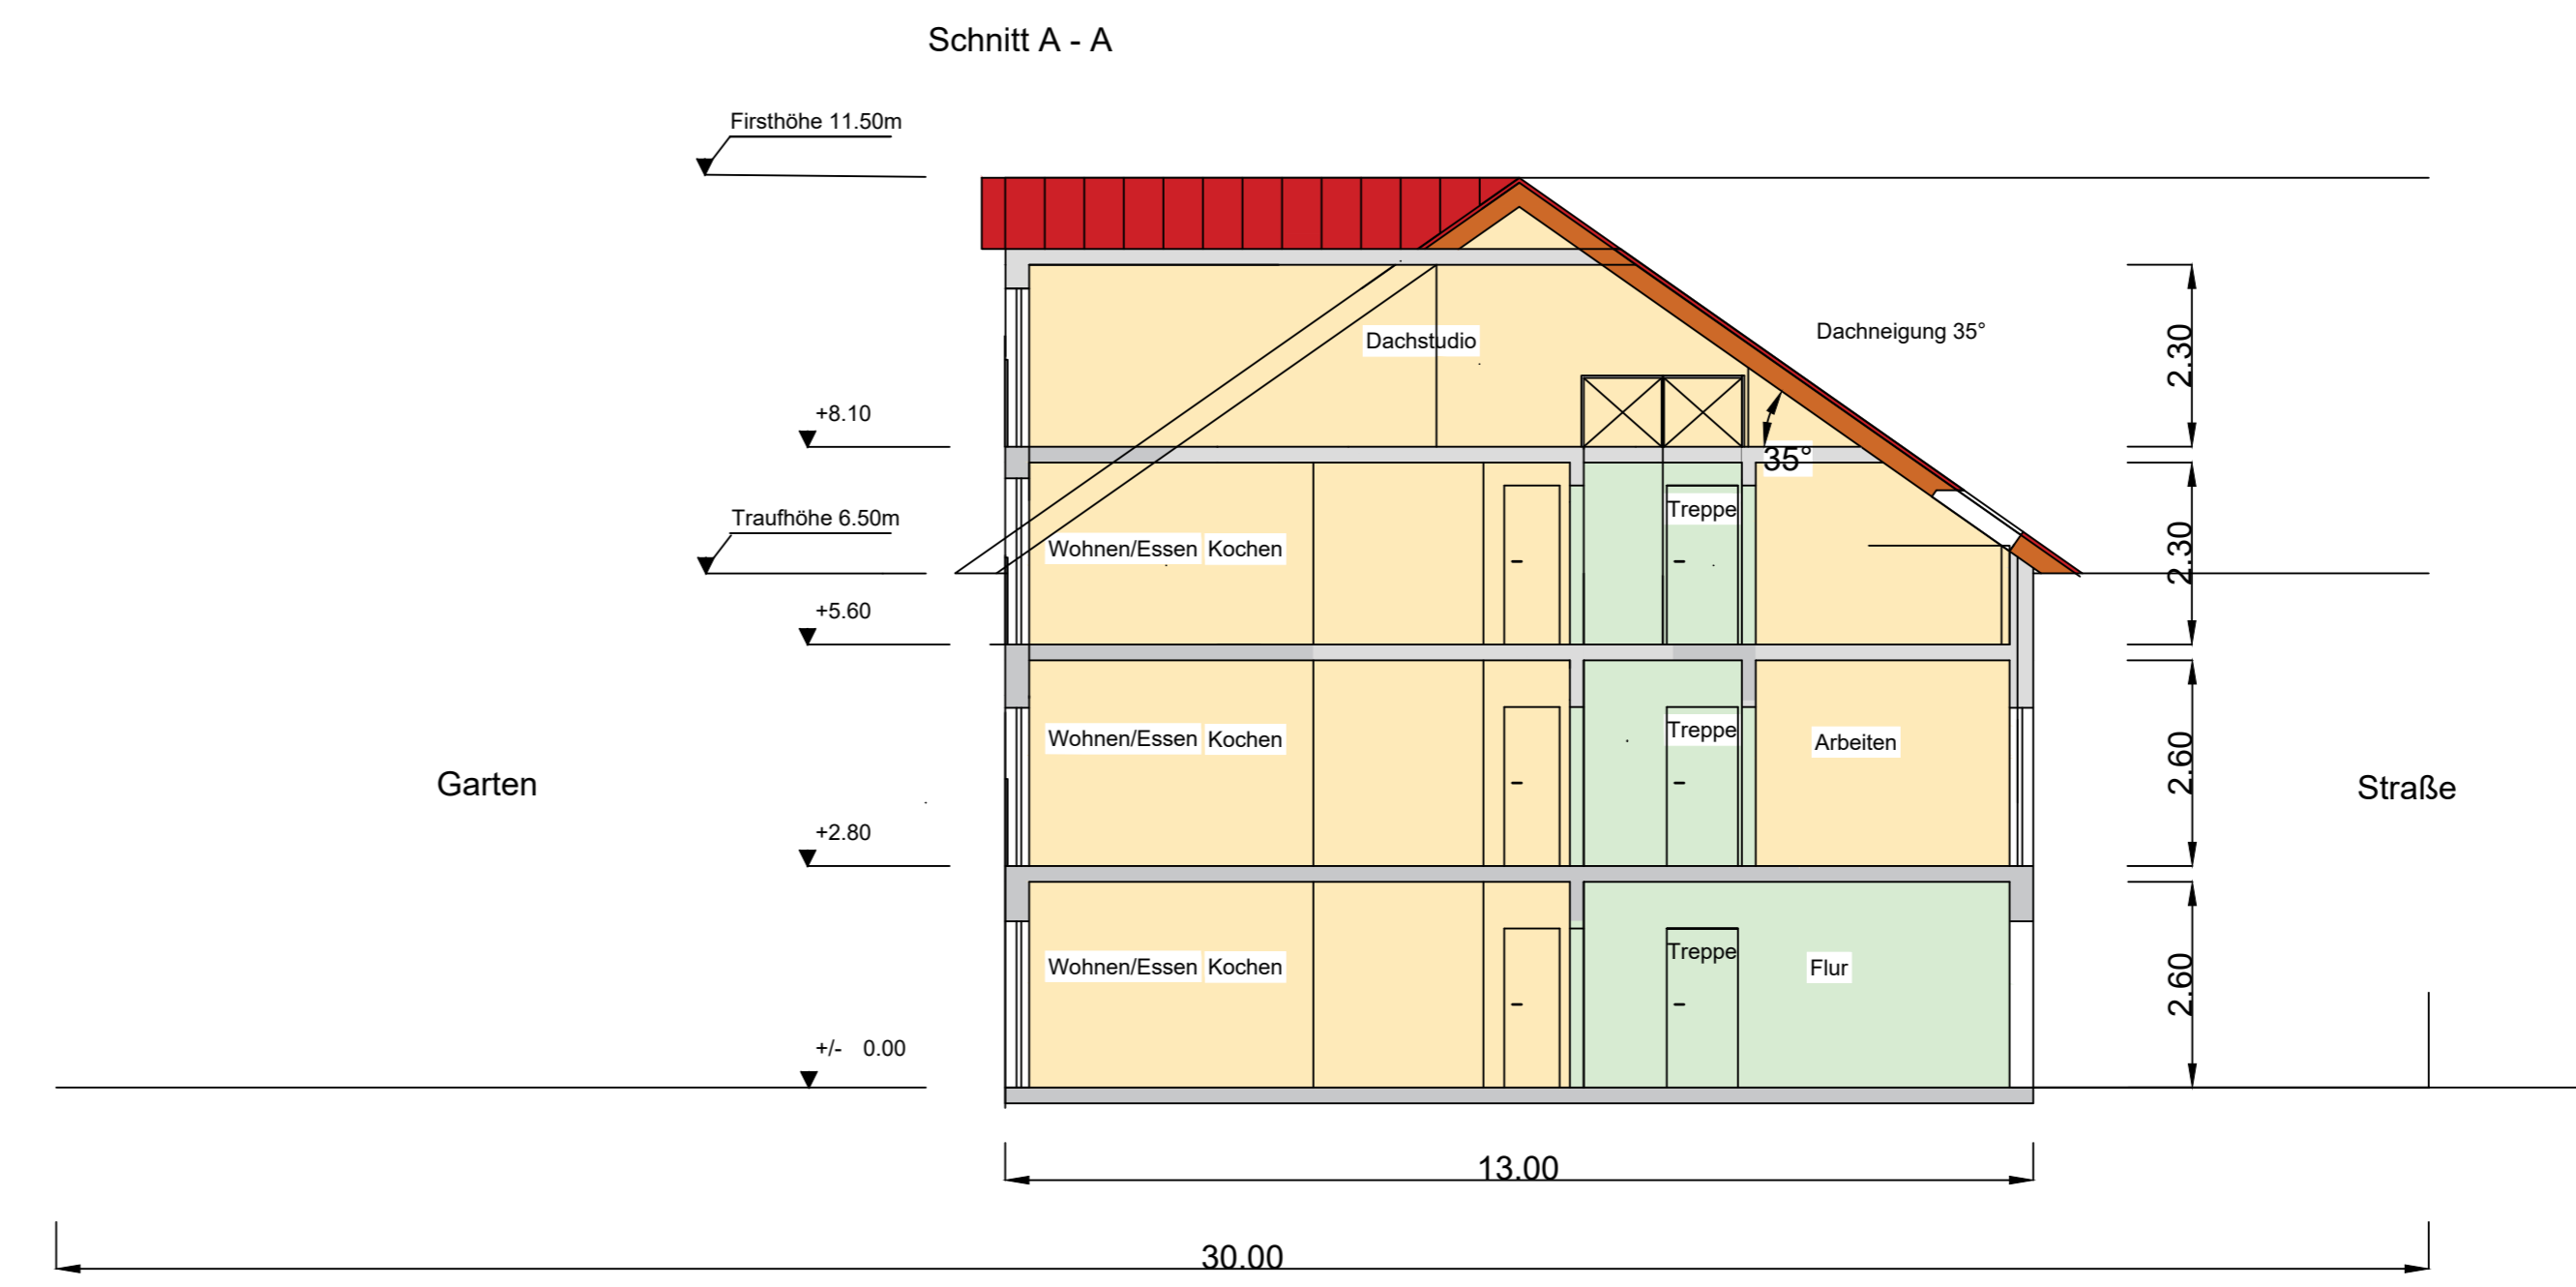 Schnitt A - A
Firsthöhe 11.50m
Dachneigung 35°
Dachstudio
2.30
+8.10
35°
Traufhöhe 6.50m
Treppe
Wohnen/Essen Kochen
2.30
+5.60
Treppe
Wohnen/Essen Kochen
Arbeiten
2.60
Garten
Straße
+2.80
Treppe
Wohnen/Essen Kochen
Flur
2.60
+/- 0.00
13.00
30.00